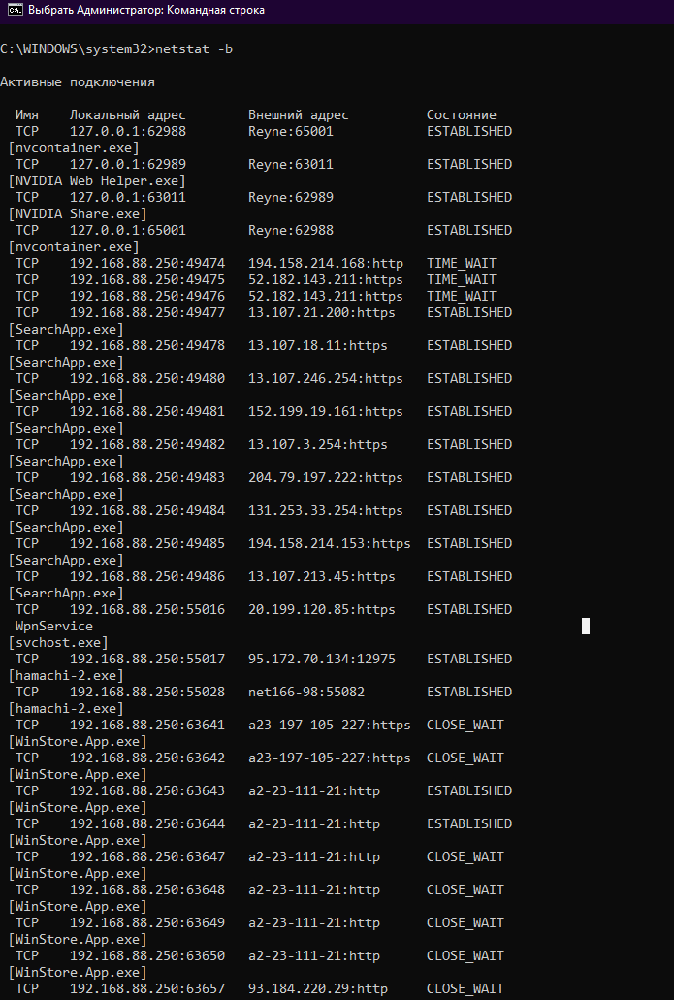 Выбрать Администратор: Командная строка
C:\WINDOWS\system32>netstat -b
Активные подключения
Имя Локальный адрес Внешний адрес Состояние
TCP 127.0.0.1:62988 Reyne:65001 ESTABLISHED
[nvcontainer.exe]
TCP 127.0.0.1:62989 Reyne:63011 ESTABLISHED
[NVIDIA Web Helper.exe]
TCP 127.0.0.1:63011 Reyne:62989 ESTABLISHED
[NVIDIA Share.exe]
TCP 127.0.0.1:65001 Reyne:62988 ESTABLISHED
[nvcontainer.exe]
TCP 192.168.88.250:49474 194.158.214.168:http TIME_WAIT
TCP 192.168.88.250:49475 52.182.143.211:https TIME_WAIT
TCP 192.168.88.250:49476 52.182.143.211:https TIME_WAIT
TCP 192.168.88.250:49477 13.107.21.200:https ESTABLISHED
[SearchApp.exe]
TCP 192.168.88.250:49478 13.107.18.11:https ESTABLISHED
[SearchApp.exe]
TCP 192.168.88.250:49480 13.107.246.254:https ESTABLISHED
[SearchApp.exe]
TCP 192.168.88.250:49481 152.199.19.161:https ESTABLISHED
[SearchApp.exe]
TCP 192.168.88.250:49482 13.107.3.254:https ESTABLISHED
[SearchApp.exe]
TCP 192.168.88.250:49483 204.79.197.222:https ESTABLISHED
[SearchApp.exe]
TCP 192.168.88.250:49484 131.253.33.254:https ESTABLISHED
[SearchApp.exe]
TCP 192.168.88.250:49485 194.158.214.153:https ESTABLISHED
[SearchApp.exe]
TCP 192.168.88.250:49486 13.107.213.45:https ESTABLISHED
[SearchApp.exe]
TCP 192.168.88.250:55016 20.199.120.85:https ESTABLISHED
WpnService
[svchost.exe]
TCP 192.168.88.250:55017 95.172.70.134:12975 ESTABLISHED
[hamachi-2.exe]
TCP 192.168.88.250:55028 net166-98:55082 ESTABLISHED
[hamachi-2.exe]
TCP 192.168.88.250:63641 a23-197-105-227:https CLOSE_WAIT
[WinStore.App.exe]
TCP 192.168.88.250:63642 a23-197-105-227:https CLOSE_WAIT
[WinStore.App.exe]
TCP 192.168.88.250:63643 a2-23-111-21:http ESTABLISHED
[WinStore.App.exe]
TCP 192.168.88.250:63644 a2-23-111-21:http ESTABLISHED
[WinStore.App.exe]
TCP 192.168.88.250:63647 a2-23-111-21:http CLOSE_WAIT
[WinStore.App.exe]
TCP 192.168.88.250:63648 a2-23-111-21:http CLOSE_WAIT
[WinStore.App.exe]
TCP 192.168.88.250:63649 a2-23-111-21:http CLOSE_WAIT
[WinStore.App.exe]
TCP 192.168.88.250:63650 a2-23-111-21:http CLOSE_WAIT
[WinStore.App.exe]
TCP 192.168.88.250:63657 93.184.220.29:http CLOSE_WAIT